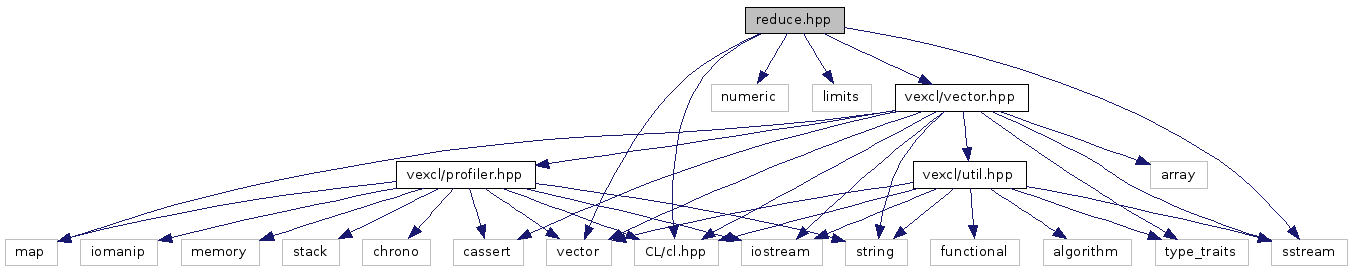 reduce.hpp
numeric
limits
vexcl/vector.hpp
vexcl/profiler.hpp
vexcl/util.hpp
array
map
iomanip
memory
stack
chrono
cassert
vector
CL/cl.hpp
iostream
string
functional
algorithm
type_traits
sstream